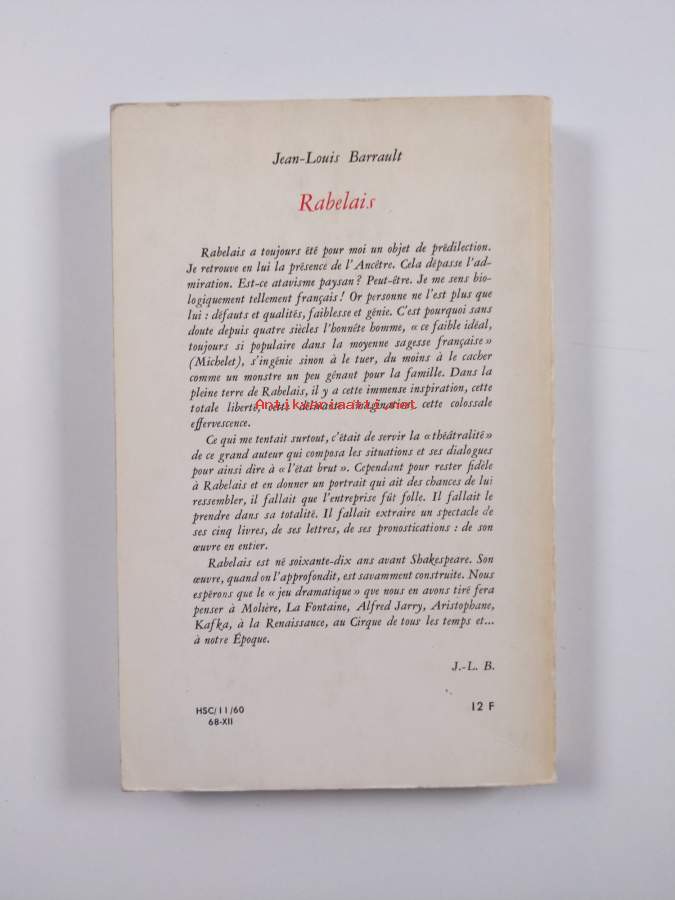 Jean-Louis Barrault
Rabelais
Rabelais a toujours été pour moi un objet de prédilection.
Je retrouve en lui la présence de l'Ancêtre. Cela dépasse l'ad-
miration. Est-ce atavisme paysan ? Peut-être. Je me sens bio-
logiquement tellement français ! Or personne ne l'est plus que
lui : défauts et qualités, faiblesse et génie. C'est pourquoi sans
doute depuis quatre siècles l'honnête homme, « ce faible idéal,
toujours si populaire dans la moyenne sagesse française »
(Michelet), s'ingénie sinon à le tuer, du moins à le cacher
comme un monstre un peu gênant pour la famille. Dans la
pleine terre de Rabelais, il y a cette immense inspiration, cette
totale liberté, cette imagination, cette colossale
Antikvariaatti.net
effervescence.
Ce qui me tentait surtout, c'était de servir la « théâtralité »
de ce grand auteur qui composa les situations et ses dialogues
pour ainsi dire à « l'état brut ». Cependant pour rester fidèle
à Rabelais et en donner un portrait qui ait des chances de lui
ressembler, il fallait que l'entreprise fût folle. Il fallait le
prendre dans sa totalité. Il fallait extraire un spectacle de
ses cinq livres, de ses lettres, de ses pronostications : de son
œuvre en entier.
Rabelais est né soixante-dix ans avant Shakespeare. Son
œuvre, quand on l'approfondit, est savamment construite. Nous
espérons que le « jeu dramatique » que nous en avons tiré fera
penser à Molière, La Fontaine, Alfred Jarry, Aristophane,
Kafka, à la Renaissance, au Cirque de tous les temps et...
à notre Époque.
J.-L. B.
HSC/11/60
68-XII
12 F